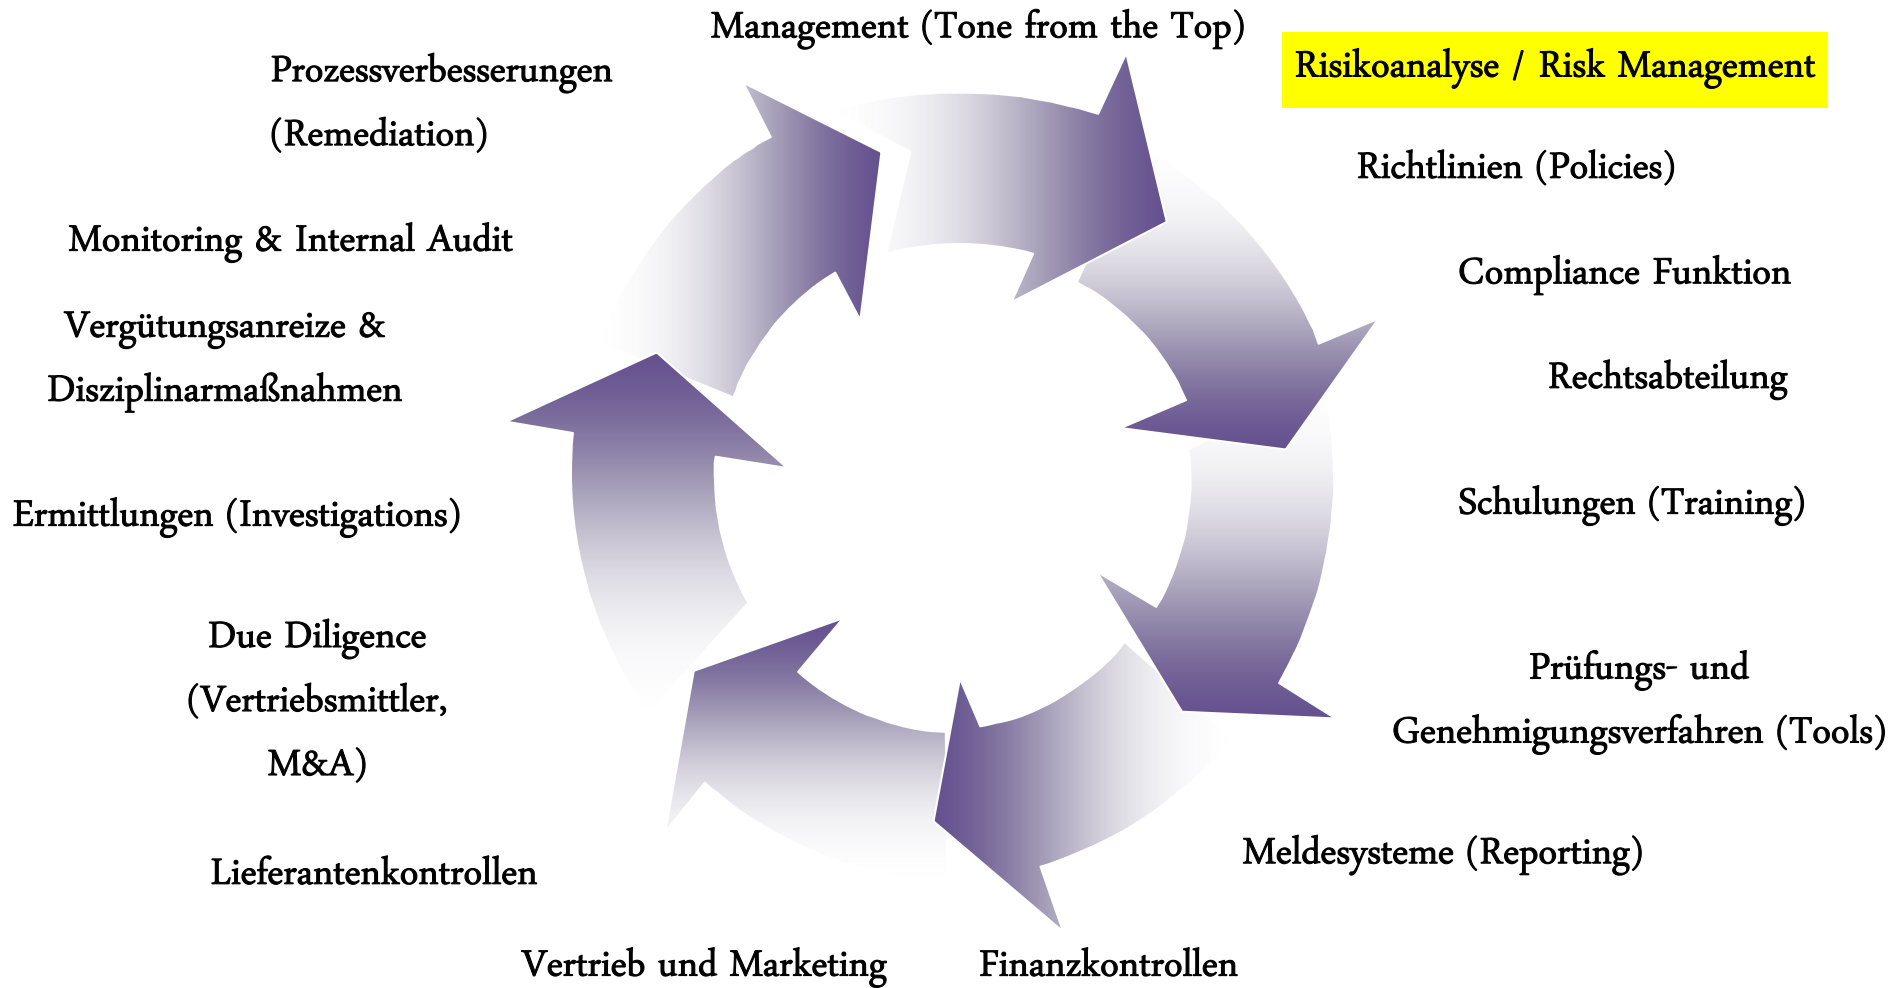 Management (Tone from the Top)
Risikoanalyse / Risk Management
Richtlinien (Policies)
Compliance Funktion
Rechtsabteilung
Schulungen (Training)
Prüfungs- und
Genehmigungsverfahren (Tools)
Meldesysteme (Reporting)
Finanzkontrollen
Vertrieb und Marketing
Lieferantenkontrollen
Due Diligence
(Vertriebsmittler,
M&A)
Ermittlungen (Investigations)
Vergütungsanreize &
Disziplinarmaßnahmen
Monitoring & Internal Audit
Prozessverbesserungen
(Remediation)